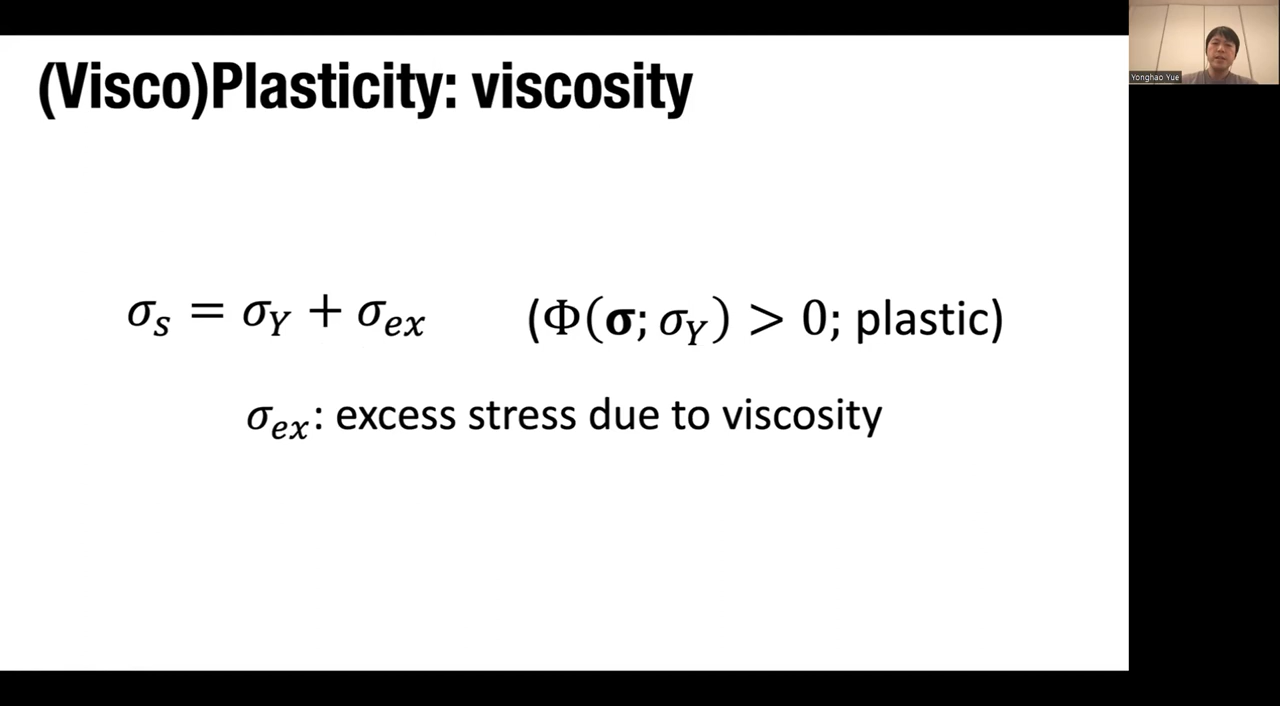 (Visco)Plasticity: viscosity
Yonghao Yue
σ_s = σ_Y + σ_ex (Φ(𝛔; σ_Y) > 0; plastic)
σ_ex: excess stress due to viscosity